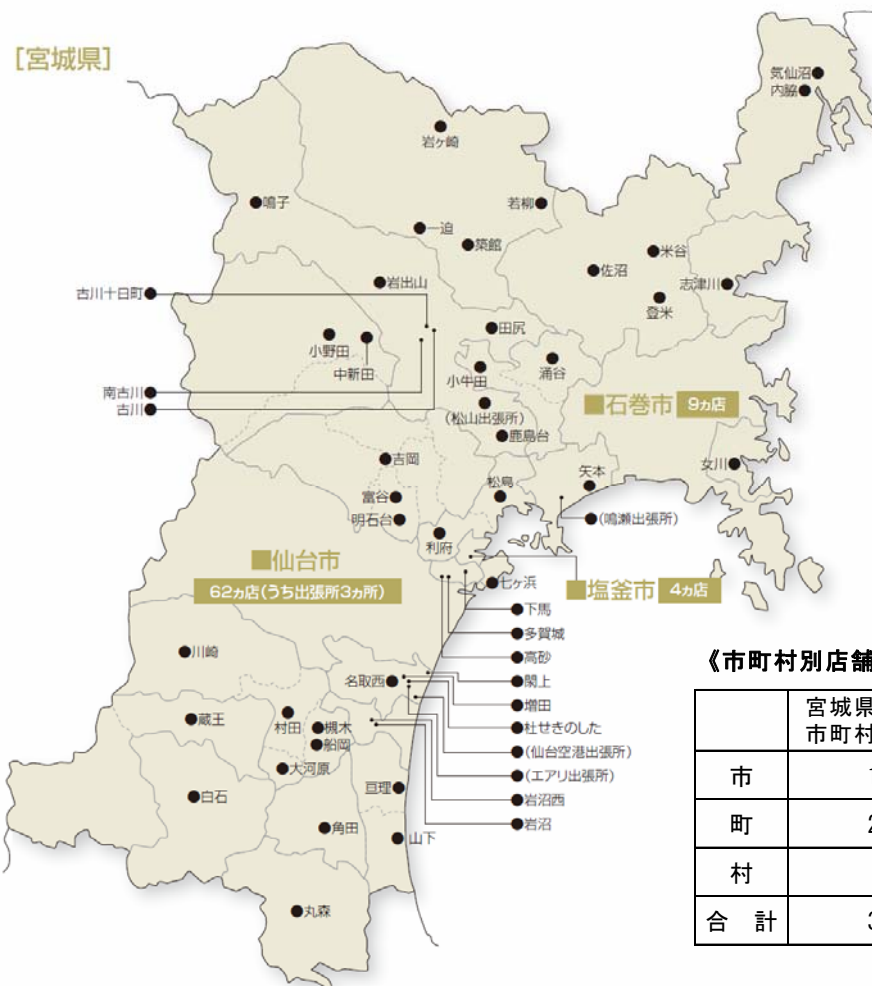 [宮城県]
気仙沼
内脇
岩ヶ崎
鳴子
若柳
一迫
築館
米谷
佐沼
志津川
岩出山
古川十日町
登米
田尻
小野田
中新田
涌谷
小牛田
南古川
古川
■石巻市 9ヵ店
(松山出張所)
鹿島台
吉岡
女川
矢本
松島
富谷
明石台
(鳴瀬出張所)
利府
■仙台市
62ヵ店(うち出張所3ヵ所)
七ヶ浜
■塩釜市 4ヵ店
下馬
多賀城
高砂
川崎
名取西
閖上
増田
蔵王
村田
槻木
杜せきのした
船岡
(仙台空港出張所)
大河原
(エアリ出張所)
亘理
白石
岩沼西
岩沼
角田
山下
丸森
《市町村別店舗
宮城県
市町村
市
町 2
村
合 計 3